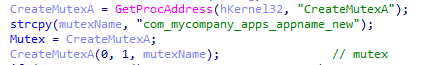 CreateMutexA = GetProcAddress(hKernel32, "CreateMutexA");
strcpy(mutexName, "com_mycompany_apps_appname_new");
Mutex = CreateMutexA;
CreateMutexA(0, 1, mutexName); // mutex